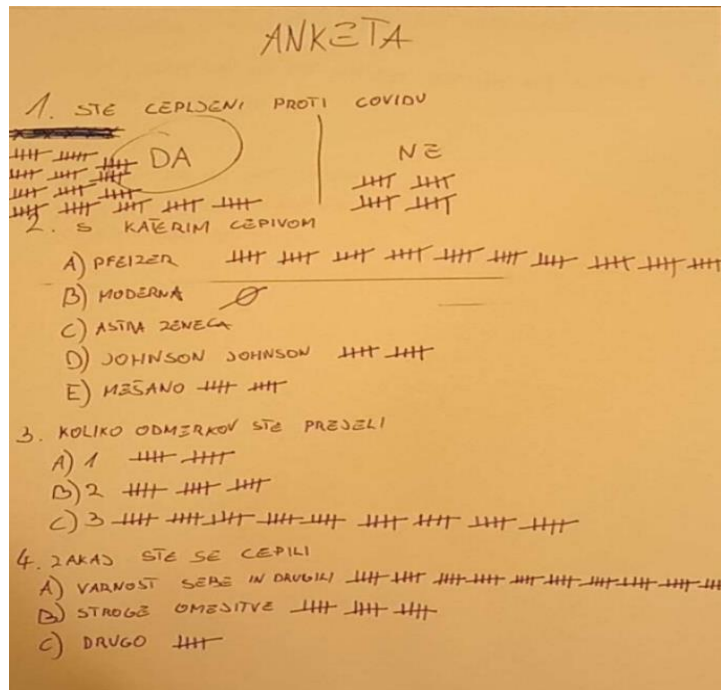 ANKETA
1. STE CEPLJENI PROTI COVIDU
DA
NE
2. S KATERIM CEPIVOM
A) PFEIZER
B) MODERNA Ø
C) ASTRA ZENECA
D) JOHNSON JOHNSON
E) MEŠANO
3. KOLIKO ODMERKOV STE PREJELI
A) 1
B) 2
C) 3
4. ZAKAJ STE SE CEPILI
A) VARNOST SEBE IN DRUGILI
B) STROGE OMEJITVE
C) DRUGO